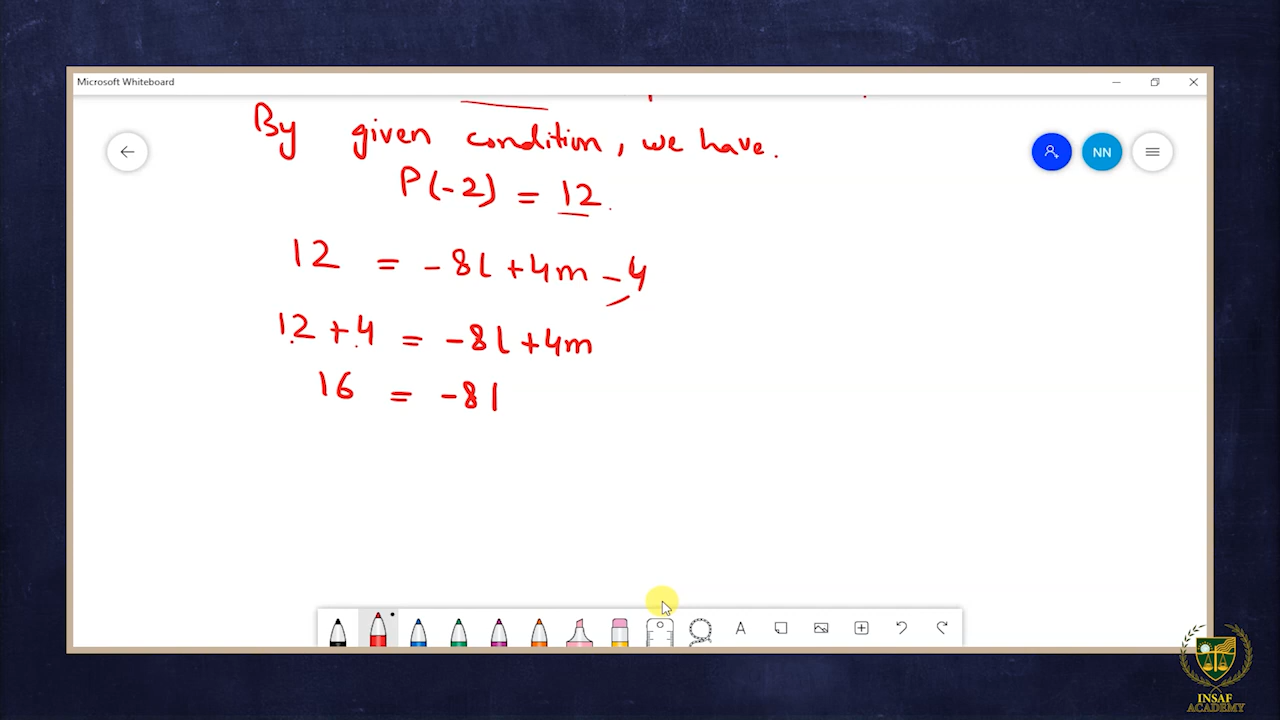 Microsoft Whiteboard
By given condition, we have.
P(-2) = 12.
12 = -8l + 4m - 4
12 + 4 = -8l + 4m
16 = -8l
NN
A
INSAF
ACADEMY